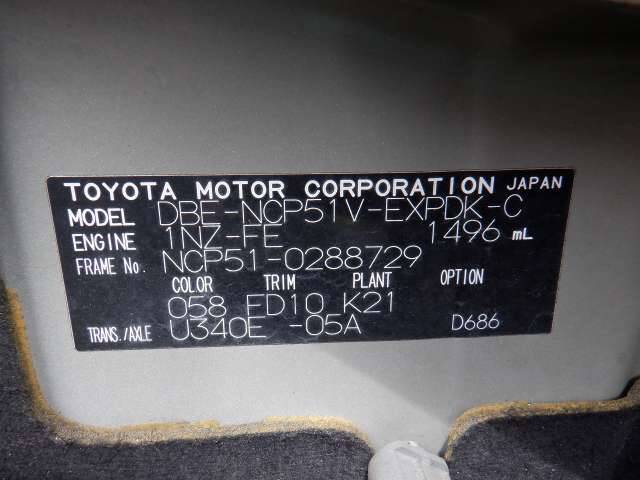 TOYOTA MOTOR CORPORATION JAPAN
MODEL DBE-NCP51V-EXPDK-C
ENGINE 1NZ-FE 1496 mL
FRAME No. NCP51-0288729
COLOR TRIM PLANT OPTION
058 FD10 K21
TRANS./AXLE U340E -05A D686